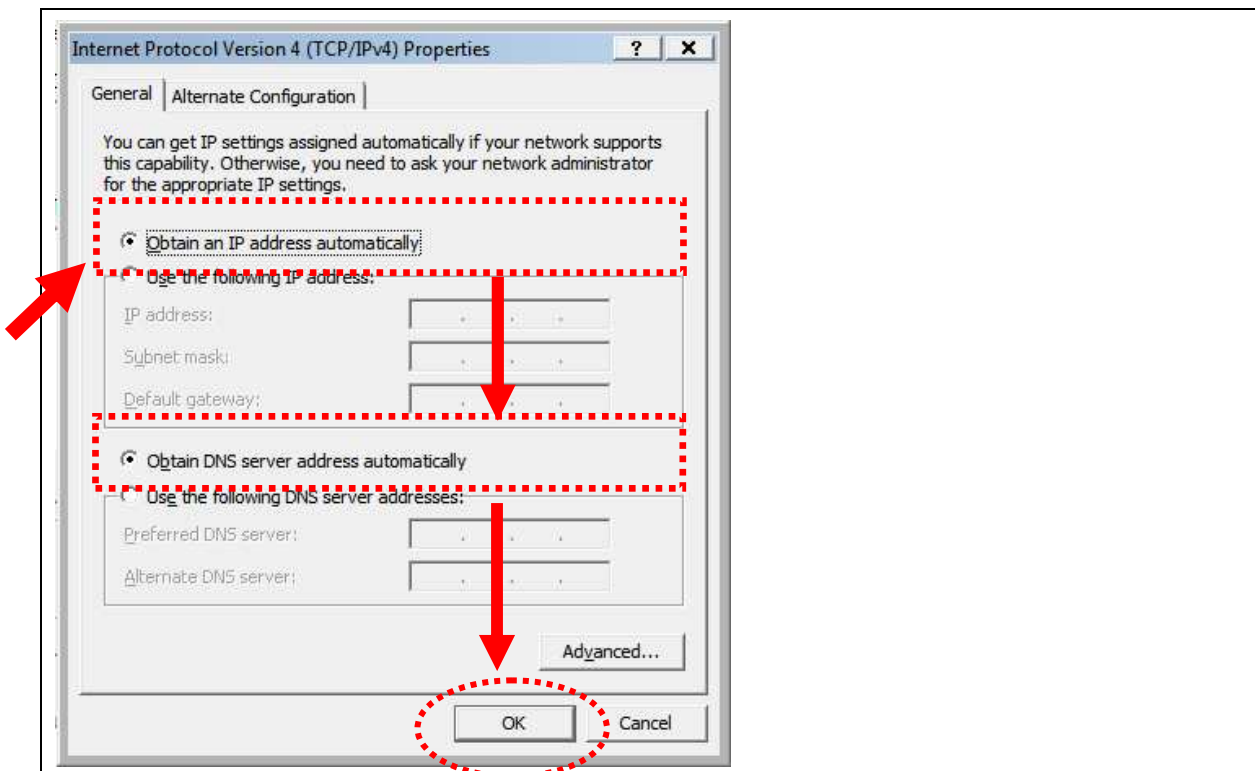 Internet Protocol Version 4 (TCP/IPv4) Properties
General
Alternate Configuration
You can get IP settings assigned automatically if your network supports
this capability. Otherwise, you need to ask your network administrator
for the appropriate IP settings.
Obtain an IP address automatically
Use the following IP address:
IP address:
Subnet mask:
Default gateway:
Obtain DNS server address automatically
Use the following DNS server addresses:
Preferred DNS server:
Alternate DNS server:
Advanced...
OK
Cancel